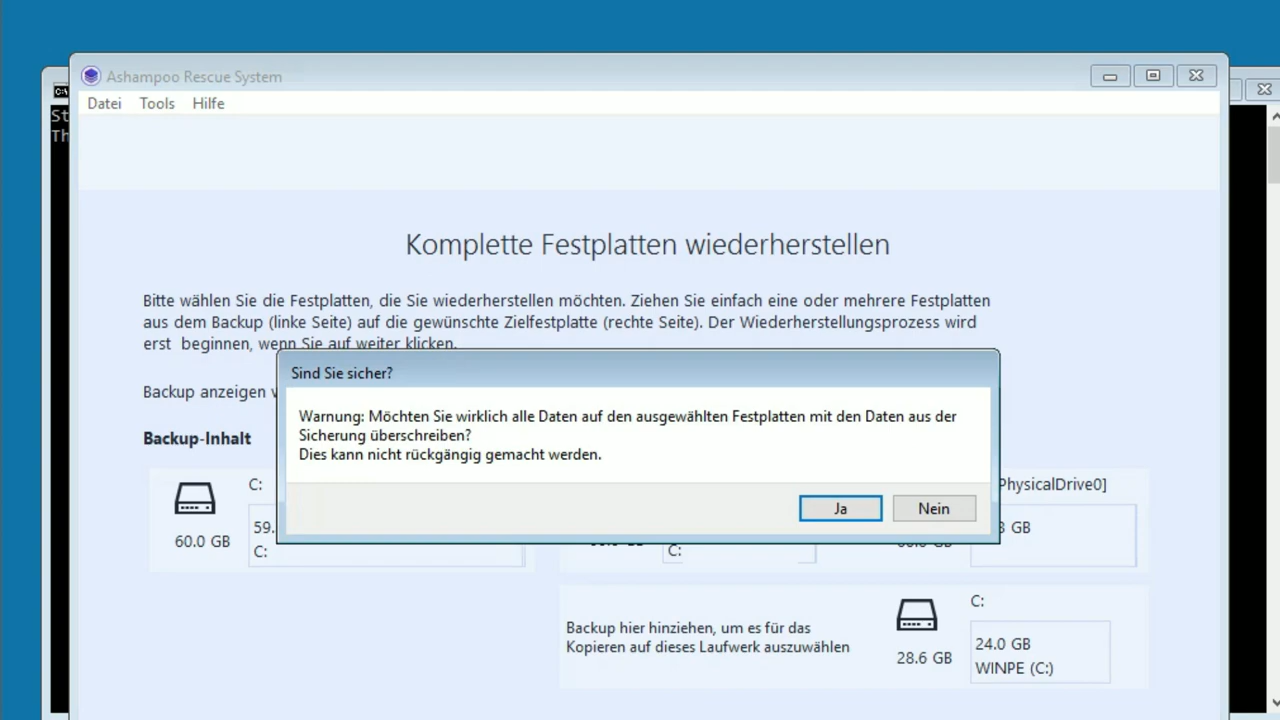 Ashampoo Rescue System
Datei Tools Hilfe
St
Th
Komplette Festplatten wiederherstellen
Bitte wählen Sie die Festplatten, die Sie wiederherstellen möchten. Ziehen Sie einfach eine oder mehrere Festplatten
aus dem Backup (linke Seite) auf die gewünschte Zielfestplatte (rechte Seite). Der Wiederherstellungsprozess wird
erst beginnen, wenn Sie auf weiter klicken.
Backup anzeigen v
Backup-Inhalt
Sind Sie sicher?
Warnung: Möchten Sie wirklich alle Daten auf den ausgewählten Festplatten mit den Daten aus der
Sicherung überschreiben?
Dies kann nicht rückgängig gemacht werden.
Ja Nein
C:
59.
60.0 GB
C:
PhysicalDrive0]
GB
C:
C:
Backup hier hinziehen, um es für das
Kopieren auf dieses Laufwerk auszuwählen
28.6 GB
24.0 GB
WINPE (C:)